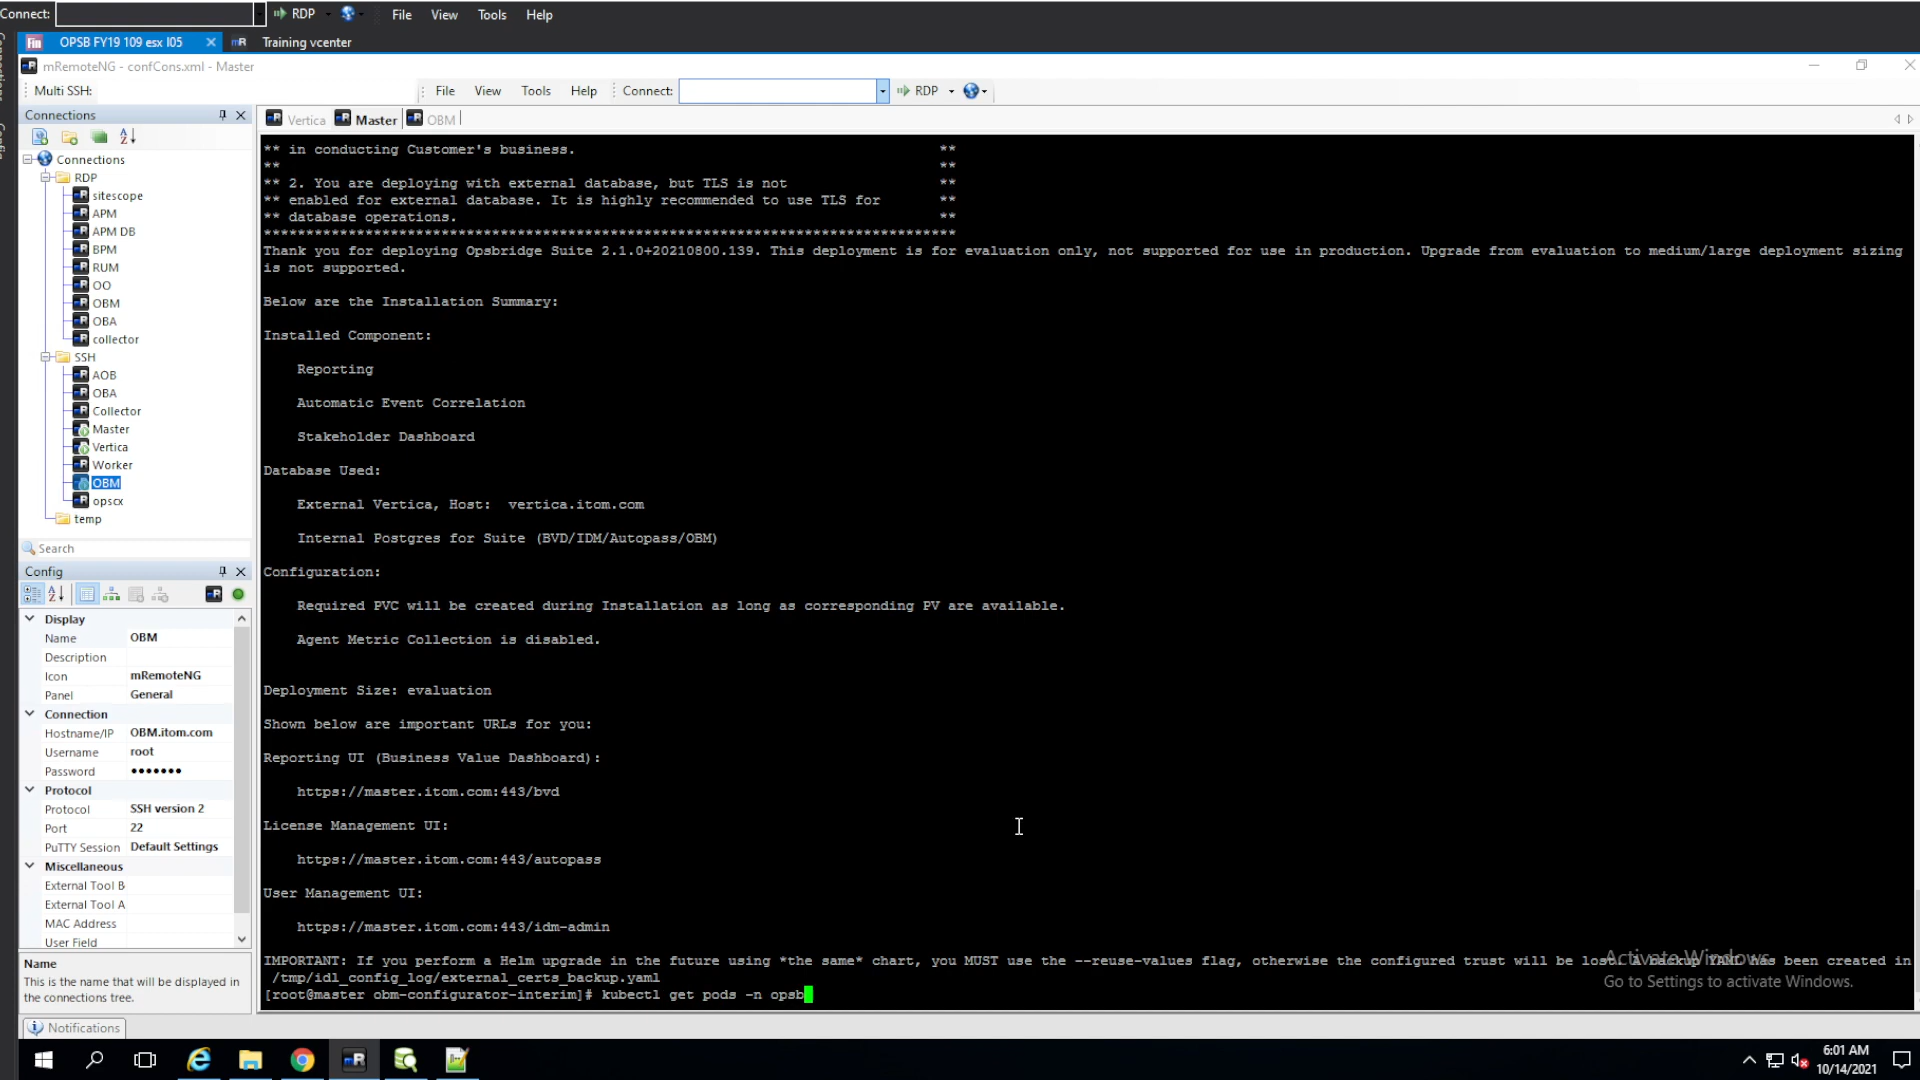 Connect: RDP File View Tools Help
OPSB FY19 109 esx I05 Training vcenter
mRemoteNG - confCons.xml - Master
Multi SSH: File View Tools Help Connect: RDP
Connections
Vertica Master OBM
Connections
RDP
sitescope
APM
APM DB
BPM
RUM
OO
OBM
OBA
collector
SSH
AOB
OBA
Collector
Master
Vertica
Worker
OBM
opscx
temp
Search
Config
Display
Name OBM
Description
Icon mRemoteNG
Panel General
Connection
Hostname/IP OBM.itom.com
Username root
Password •••••••
Protocol
Protocol SSH version 2
Port 22
PuTTY Session Default Settings
Miscellaneous
External Tool B
External Tool A
MAC Address
User Field
Name
This is the name that will be displayed in
the connections tree.
Notifications
** in conducting Customer's business. **
** **
** 2. You are deploying with external database, but TLS is not **
** enabled for external database. It is highly recommended to use TLS for **
** database operations. **
**********************************************************************************
Thank you for deploying Opsbridge Suite 2.1.0+20210800.139. This deployment is for evaluation only, not supported for use in production. Upgrade from evaluation to medium/large deployment sizing
is not supported.
Below are the Installation Summary:
Installed Component:
Reporting
Automatic Event Correlation
Stakeholder Dashboard
Database Used:
External Vertica, Host: vertica.itom.com
Internal Postgres for Suite (BVD/IDM/Autopass/OBM)
Configuration:
Required PVC will be created during Installation as long as corresponding PV are available.
Agent Metric Collection is disabled.
Deployment Size: evaluation
Shown below are important URLs for you:
Reporting UI (Business Value Dashboard):
https://master.itom.com:443/bvd
License Management UI:
https://master.itom.com:443/autopass
User Management UI:
https://master.itom.com:443/idm-admin
IMPORTANT: If you perform a Helm upgrade in the future using *the same* chart, you MUST use the --reuse-values flag, otherwise the configured trust will be lost. A backup YAML has been created in
/tmp/idl_config_log/external_certs_backup.yaml
[root@master obm-configurator-interim]# kubectl get pods -n opsb
Activate Windows
Go to Settings to activate Windows.
6:01 AM
10/14/2021